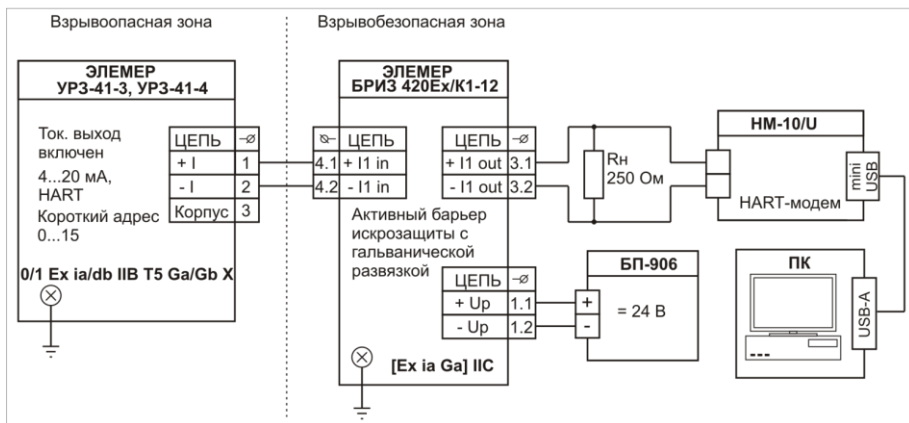 Взрывоопасная зона
Взрывобезопасная зона
ЭЛЕМЕР
УРЗ-41-3, УРЗ-41-4
Ток. выход
включен
4...20 мА,
HART
Короткий адрес
0...15
ЦЕПЬ
+ I 1
- I 2
Корпус 3
0/1 Ex ia/db IIB T5 Ga/Gb X
ЭЛЕМЕР
БРИЗ 420Ex/К1-12
ЦЕПЬ
4.1 + I1 in
4.2 - I1 in
ЦЕПЬ
+ I1 out 3.1
- I1 out 3.2
Активный барьер
искрозащиты с
гальванической
развязкой
ЦЕПЬ
+ Up 1.1
- Up 1.2
[Ex ia Ga] IIC
Rн
250 Ом
HM-10/U
mini
USB
HART-модем
БП-906
+
-
= 24 В
ПК
USB-A